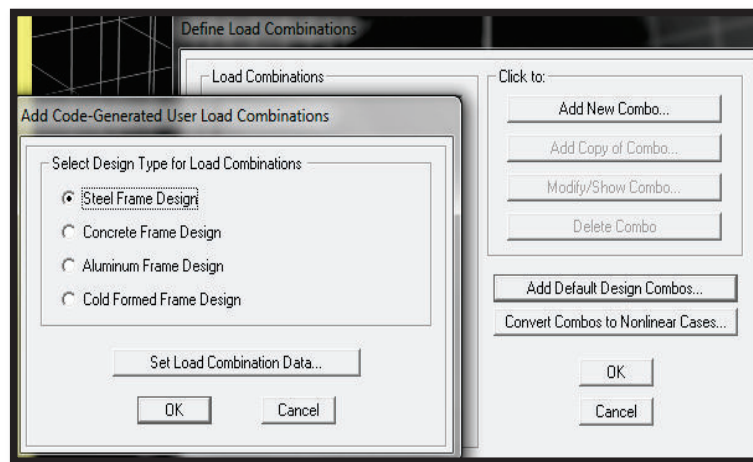 Define Load Combinations
Load Combinations
Click to:
Add New Combo...
Add Copy of Combo...
Modify/Show Combo...
Delete Combo
Add Default Design Combos...
Convert Combos to Nonlinear Cases...
OK
Cancel
Add Code-Generated User Load Combinations
Select Design Type for Load Combinations
Steel Frame Design
Concrete Frame Design
Aluminum Frame Design
Cold Formed Frame Design
Set Load Combination Data...
OK
Cancel